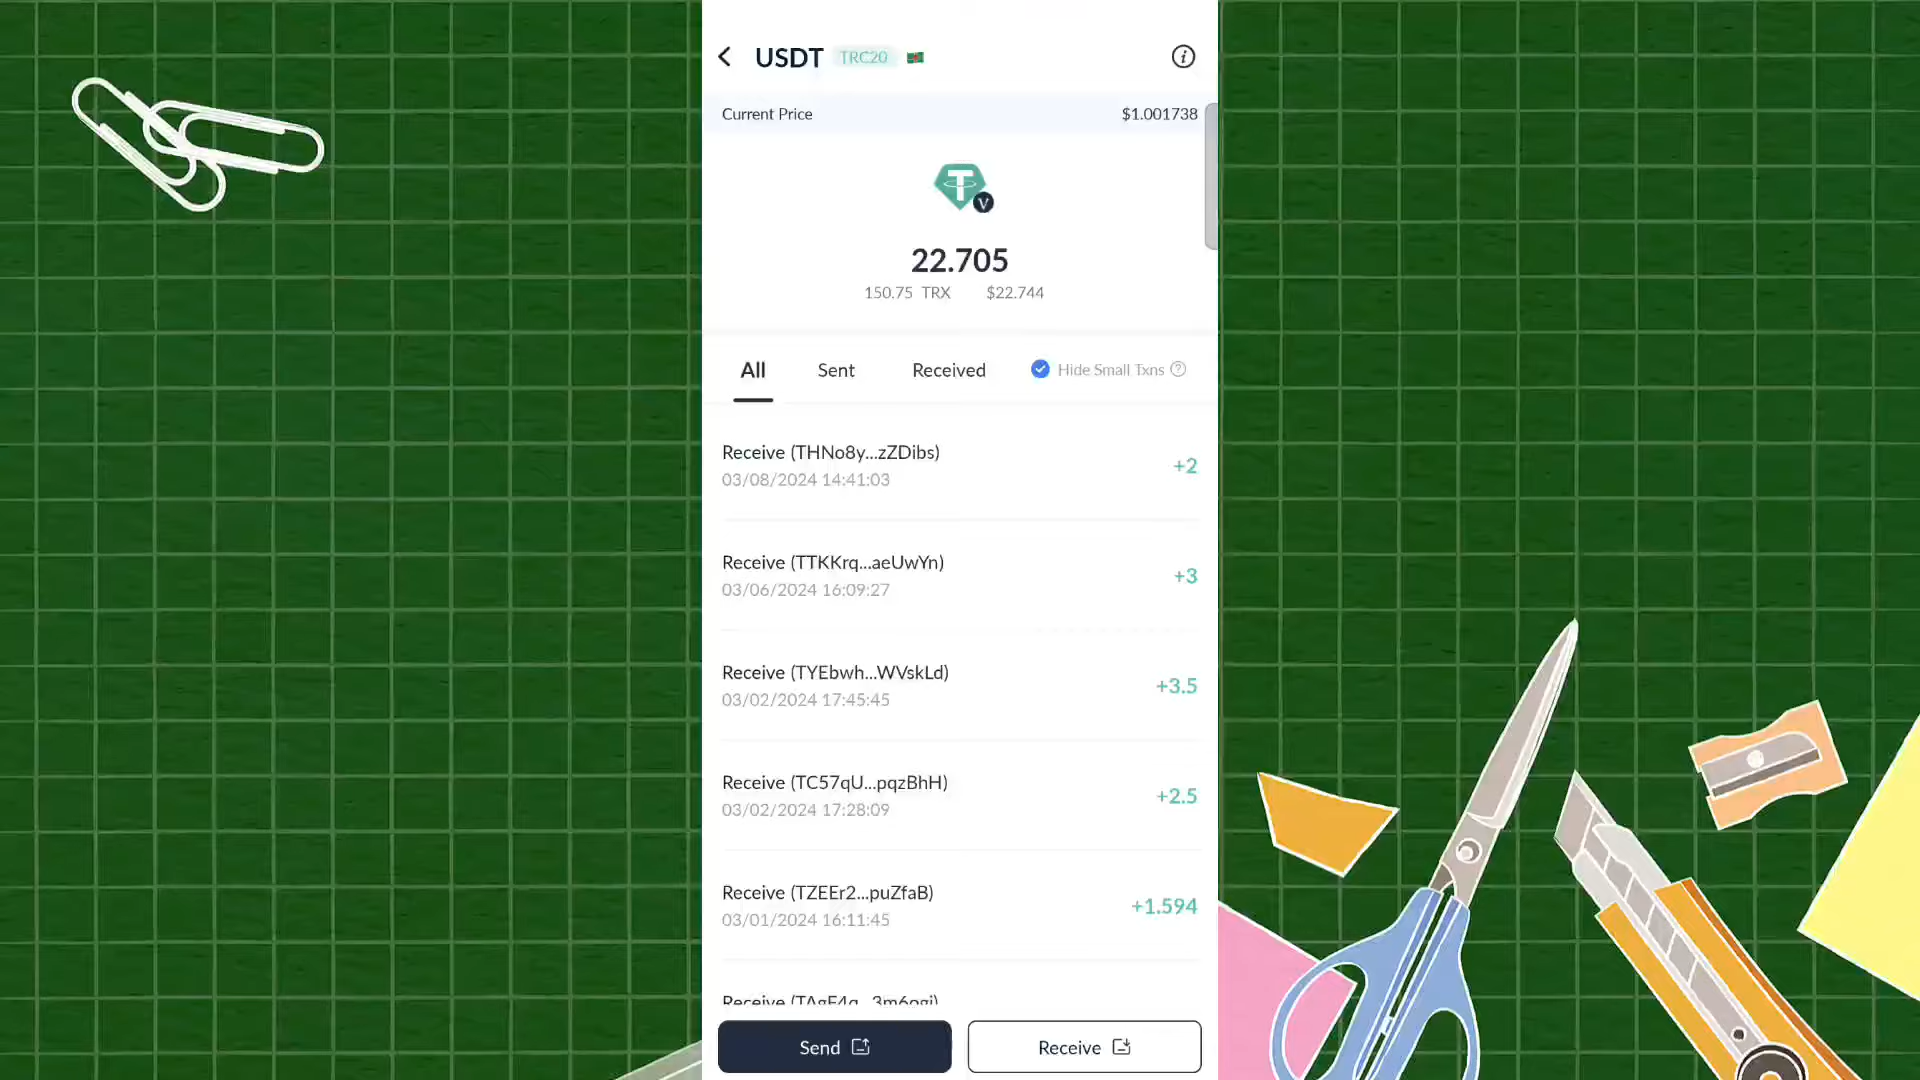 USDT TRC20
Current Price $1.001738
T
V
22.705
150.75 TRX $22.744
All Sent Received Hide Small Txns ?
Receive (THNo8y...zZDibs)
03/08/2024 14:41:03
+2
Receive (TTKKrq...aeUwYn)
03/06/2024 16:09:27
+3
Receive (TYEbwh...WVskLd)
03/02/2024 17:45:45
+3.5
Receive (TC57qU...pqzBhH)
03/02/2024 17:28:09
+2.5
Receive (TZEEr2...puZfaB)
03/01/2024 16:11:45
+1.594
Receive
Send Receive